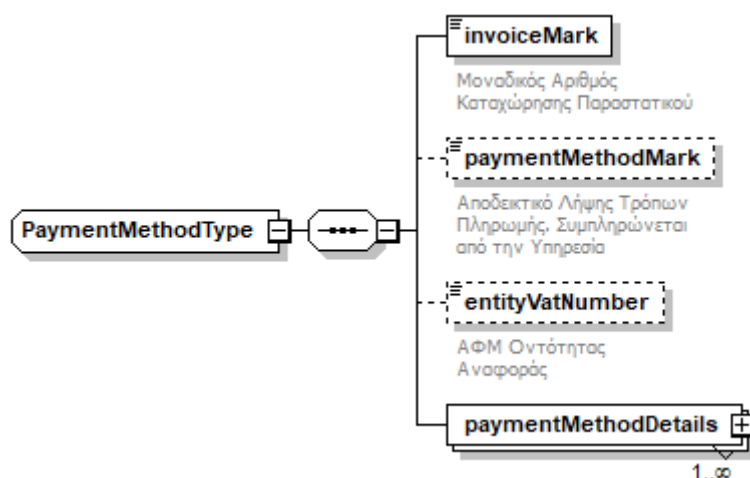 invoiceMark
Μοναδικός Αριθμός
Καταχώρησης Παραστατικού
paymentMethodMark
Αποδεικτικό Λήψης Τρόπων
Πληρωμής. Συμπληρώνεται
από την Υπηρεσία
PaymentMethodType
entityVatNumber
ΑΦΜ Οντότητας
Αναφοράς
paymentMethodDetails
1..∞